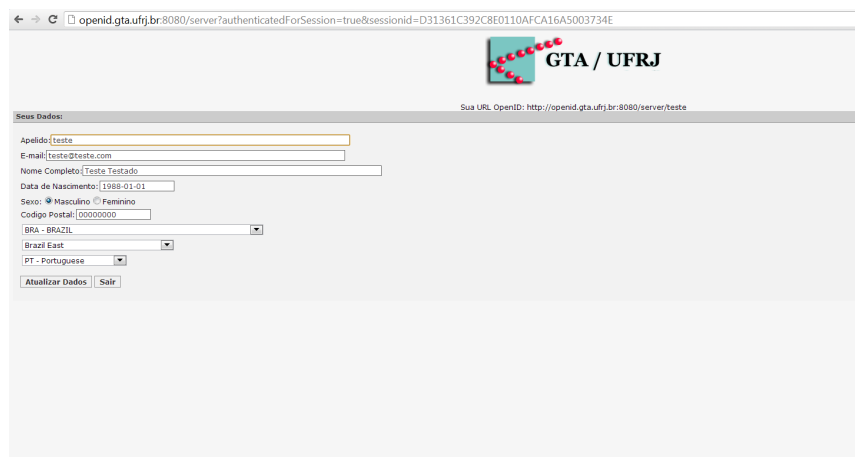 openid.gta.ufrj.br:8080/server?authenticatedForSession=true&sessionid=D31361C392C8E0110AFCA16A5003734E
GTA / UFRJ
Sua URL OpenID: http://openid.gta.ufrj.br:8080/server/teste
Seus Dados:
Apelido: teste
E-mail: teste@teste.com
Nome Completo: Teste Testado
Data de Nascimento: 1988-01-01
Sexo: Masculino Feminino
Codigo Postal: 00000000
BRA - BRAZIL
Brazil East
PT - Portuguese
Atualizar Dados Sair